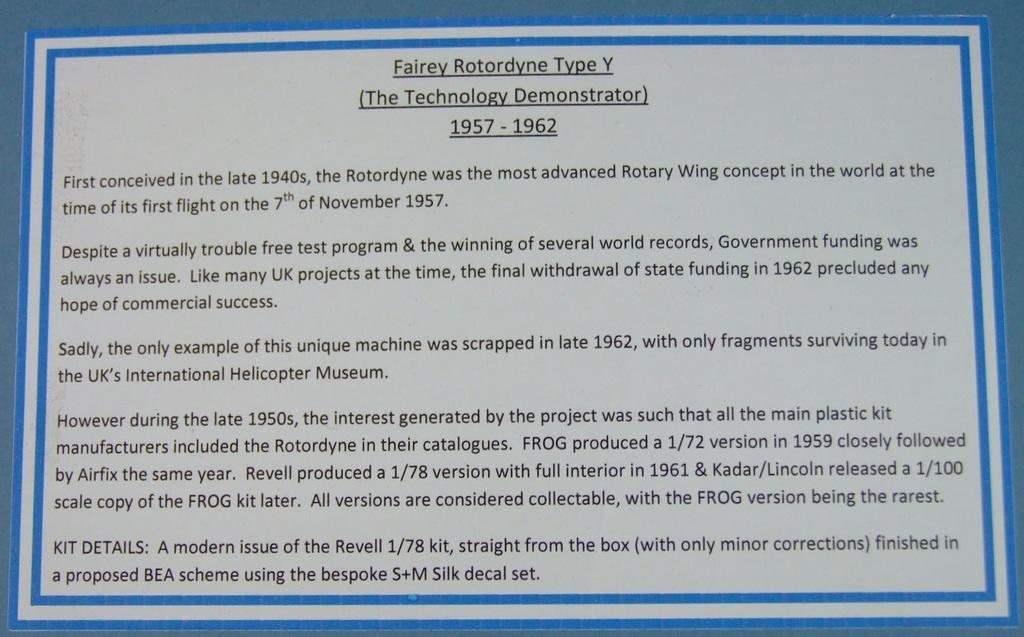 Fairey Rotordyne Type Y
(The Technology Demonstrator)
1957 - 1962
First conceived in the late 1940s, the Rotordyne was the most advanced Rotary Wing concept in the world at the
time of its first flight on the 7th of November 1957.
Despite a virtually trouble free test program & the winning of several world records, Government funding was
always an issue. Like many UK projects at the time, the final withdrawal of state funding in 1962 precluded any
hope of commercial success.
Sadly, the only example of this unique machine was scrapped in late 1962, with only fragments surviving today in
the UK's International Helicopter Museum.
However during the late 1950s, the interest generated by the project was such that all the main plastic kit
manufacturers included the Rotordyne in their catalogues. FROG produced a 1/72 version in 1959 closely followed
by Airfix the same year. Revell produced a 1/78 version with full interior in 1961 & Kadar/Lincoln released a 1/100
scale copy of the FROG kit later. All versions are considered collectable, with the FROG version being the rarest.
KIT DETAILS: A modern issue of the Revell 1/78 kit, straight from the box (with only minor corrections) finished in
a proposed BEA scheme using the bespoke S+M Silk decal set.